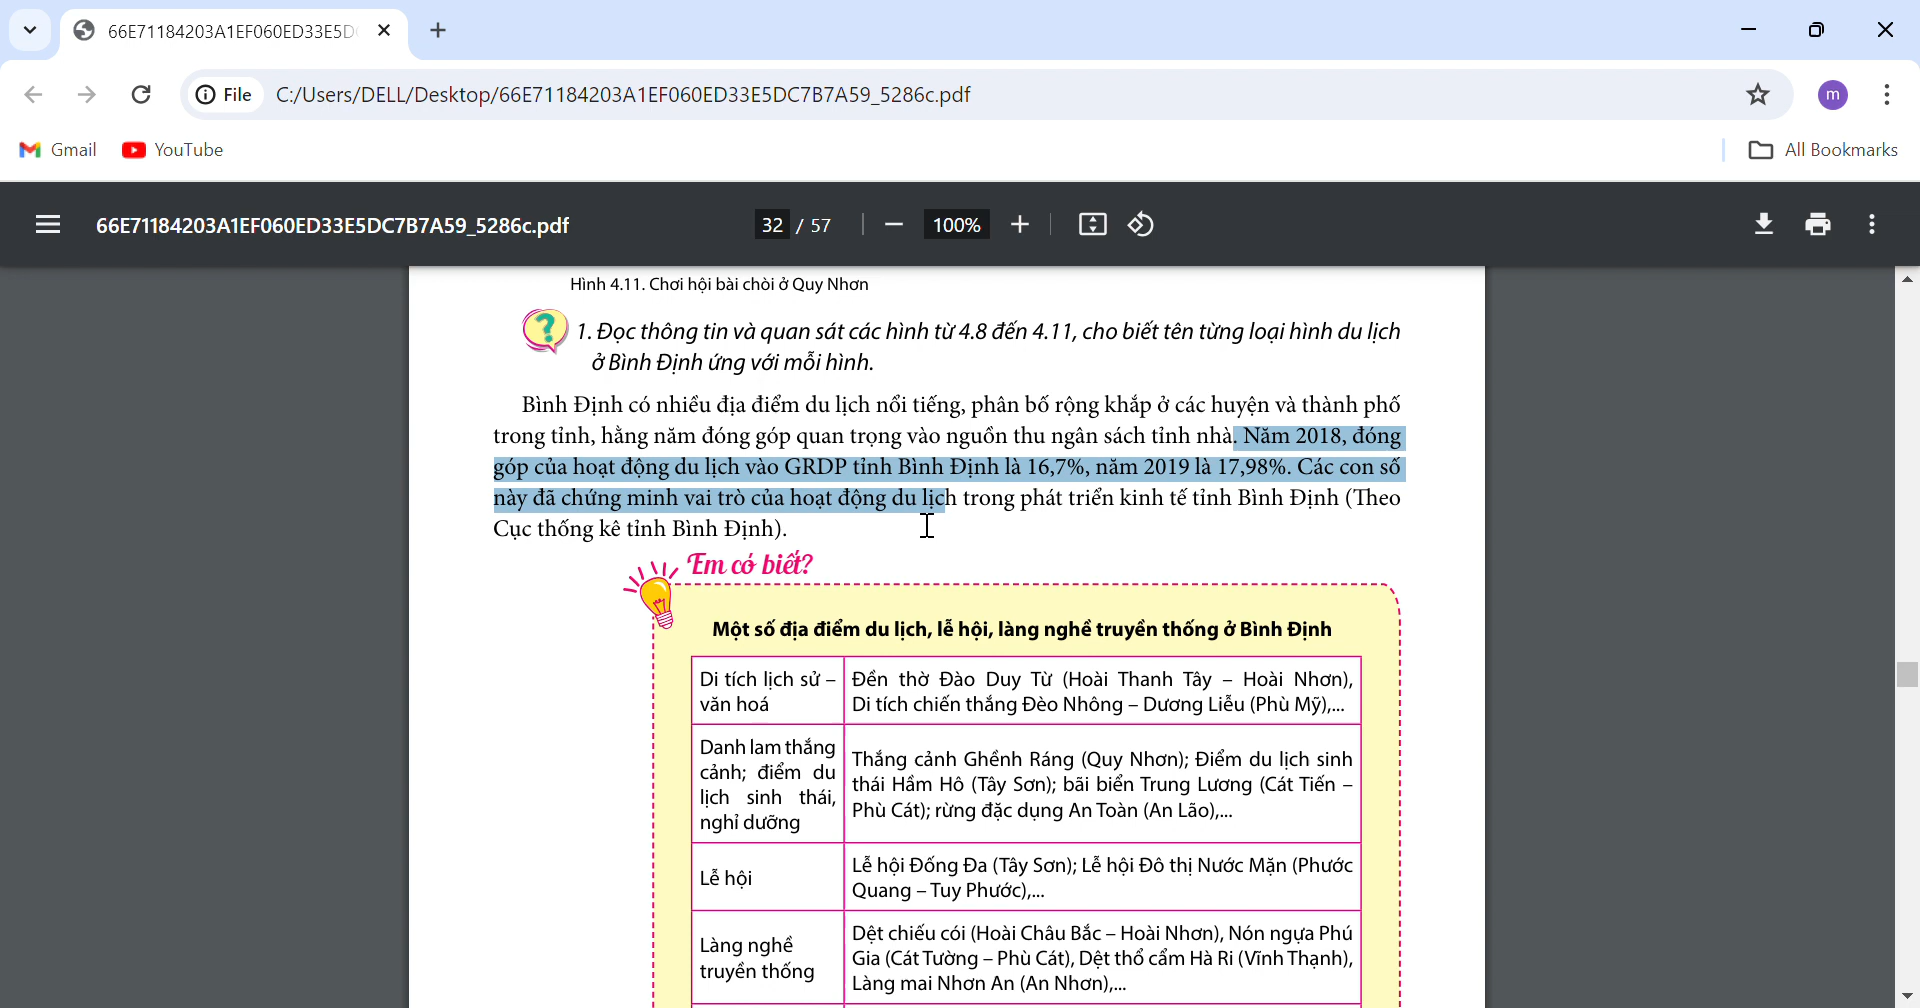 66E71184203A1EF060ED33E5D
File
C:/Users/DELL/Desktop/66E71184203A1EF060ED33E5DC7B7A59_5286c.pdf
m
Gmail
YouTube
All Bookmarks
66E71184203A1EF060ED33E5DC7B7A59_5286c.pdf
32 / 57
100%
Hình 4.11. Chơi hội bài chòi ở Quy Nhơn
?
1. Đọc thông tin và quan sát các hình từ 4.8 đến 4.11, cho biết tên từng loại hình du lịch
ở Bình Định ứng với mỗi hình.
Bình Định có nhiều địa điểm du lịch nổi tiếng, phân bố rộng khắp ở các huyện và thành phố
trong tỉnh, hằng năm đóng góp quan trọng vào nguồn thu ngân sách tỉnh nhà. Năm 2018, đóng
góp của hoạt động du lịch vào GRDP tỉnh Bình Định là 16,7%, năm 2019 là 17,98%. Các con số
này đã chứng minh vai trò của hoạt động du lịch trong phát triển kinh tế tỉnh Bình Định (Theo
Cục thống kê tỉnh Bình Định).
Em có biết?
Một số địa điểm du lịch, lễ hội, làng nghề truyền thống ở Bình Định
Di tích lịch sử –
văn hoá
Đền thờ Đào Duy Từ (Hoài Thanh Tây – Hoài Nhơn),
Di tích chiến thắng Đèo Nhông – Dương Liễu (Phù Mỹ),...
Danh lam thắng
cảnh; điểm du
lịch sinh thái,
nghỉ dưỡng
Thắng cảnh Ghềnh Ráng (Quy Nhơn); Điểm du lịch sinh
thái Hầm Hô (Tây Sơn); bãi biển Trung Lương (Cát Tiến –
Phù Cát); rừng đặc dụng An Toàn (An Lão),...
Lễ hội
Lễ hội Đống Đa (Tây Sơn); Lễ hội Đô thị Nước Mặn (Phước
Quang – Tuy Phước),...
Làng nghề
truyền thống
Dệt chiếu cói (Hoài Châu Bắc – Hoài Nhơn), Nón ngựa Phú
Gia (Cát Tường – Phù Cát), Dệt thổ cẩm Hà Ri (Vĩnh Thạnh),
Làng mai Nhơn An (An Nhơn),...